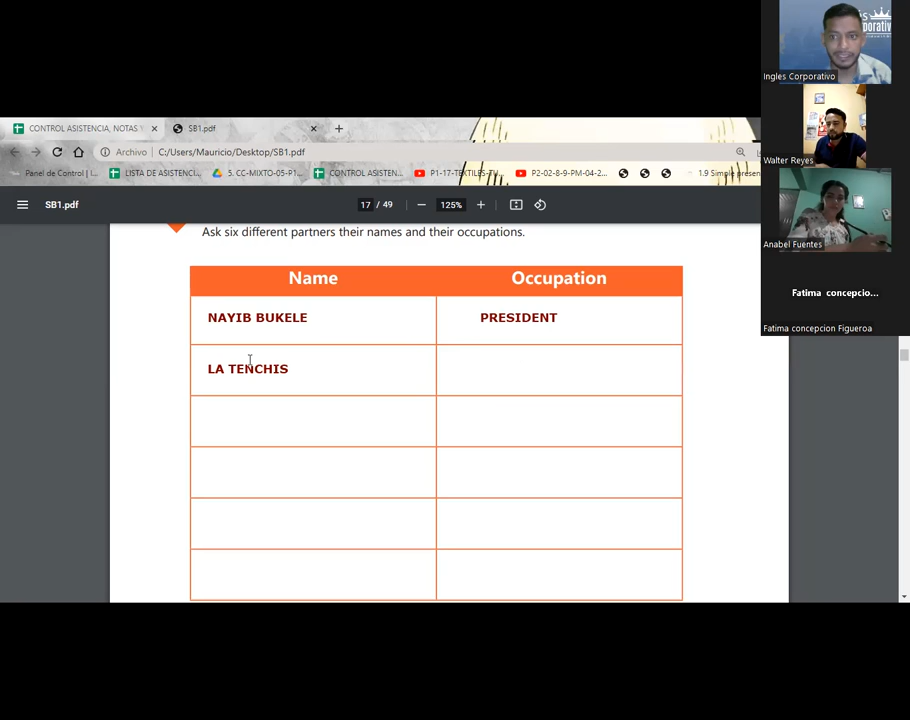 CONTROL ASISTENCIA, NOTAS Y
SB1.pdf
Archivo
C:/Users/Mauricio/Desktop/SB1.pdf
Panel de Control | I...
LISTA DE ASISTENCI...
5. CC-MIXTO-05-P1...
CONTROL ASISTEN...
P1-17-TEXTILES-TV...
P2-02-8-9-PM-04-2...
1.9 Simple presen
SB1.pdf
17 / 49
125%
Ask six different partners their names and their occupations.
Name
Occupation
NAYIB BUKELE
PRESIDENT
LA TENCHIS
Ingles Corporativo
Walter Reyes
Anabel Fuentes
Fatima concepcio...
Fatima concepcion Figueroa